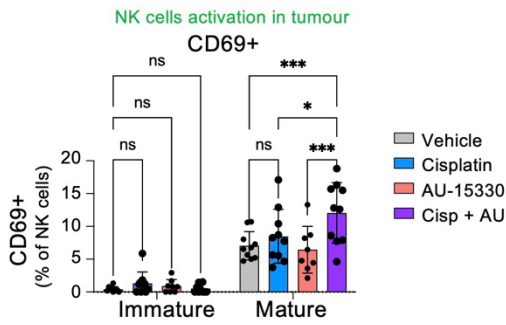 NK cells activation in tumour
CD69+
ns
***
ns
*
ns
ns
***
CD69+
(% of NK cells)
20
15
10
5
0
Immature
Mature
Vehicle
Cisplatin
AU-15330
Cisp + AU